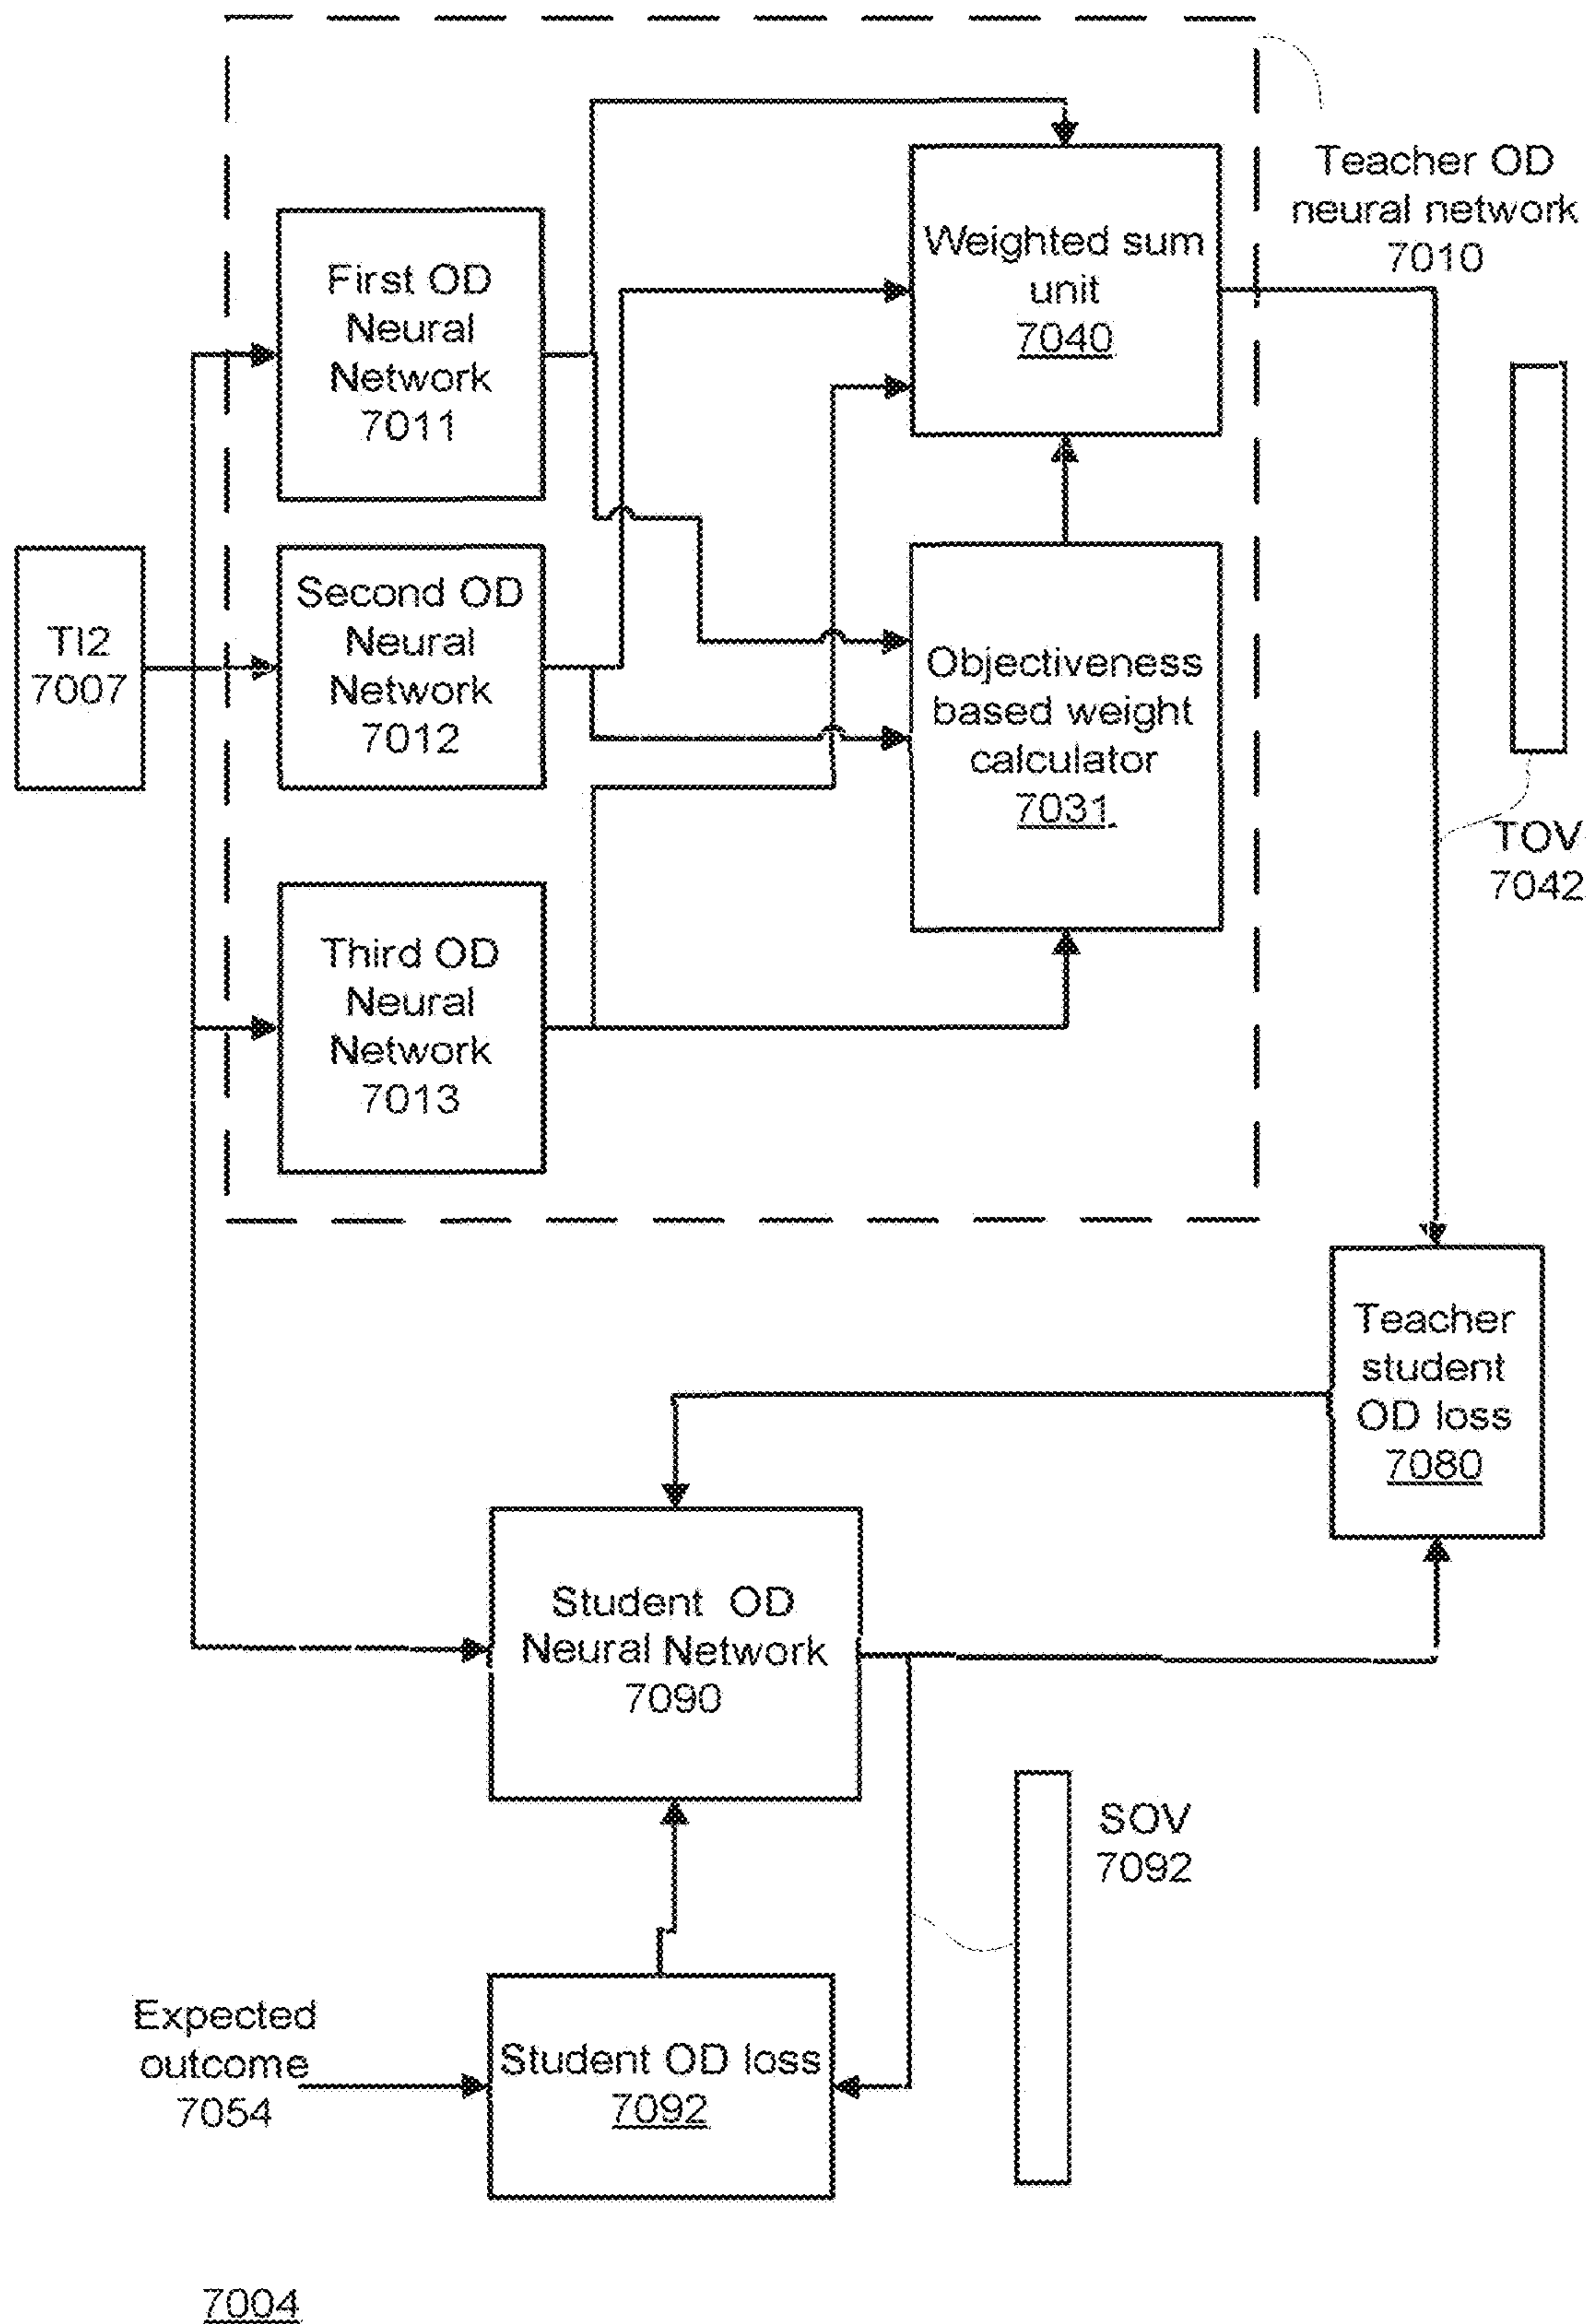 Teacher OD
neural network
7010
Weighted sum
unit
7040
First OD
Neural
Network
7011
TI2
7007
Second OD
Neural
Network
7012
Objectiveness
based weight
calculator
7031
TOV
7042
Third OD
Neural
Network
7013
Teacher
student
OD loss
7080
Student OD
Neural Network
7090
SOV
7092
Expected
outcome
7054
Student OD loss
7092
7004